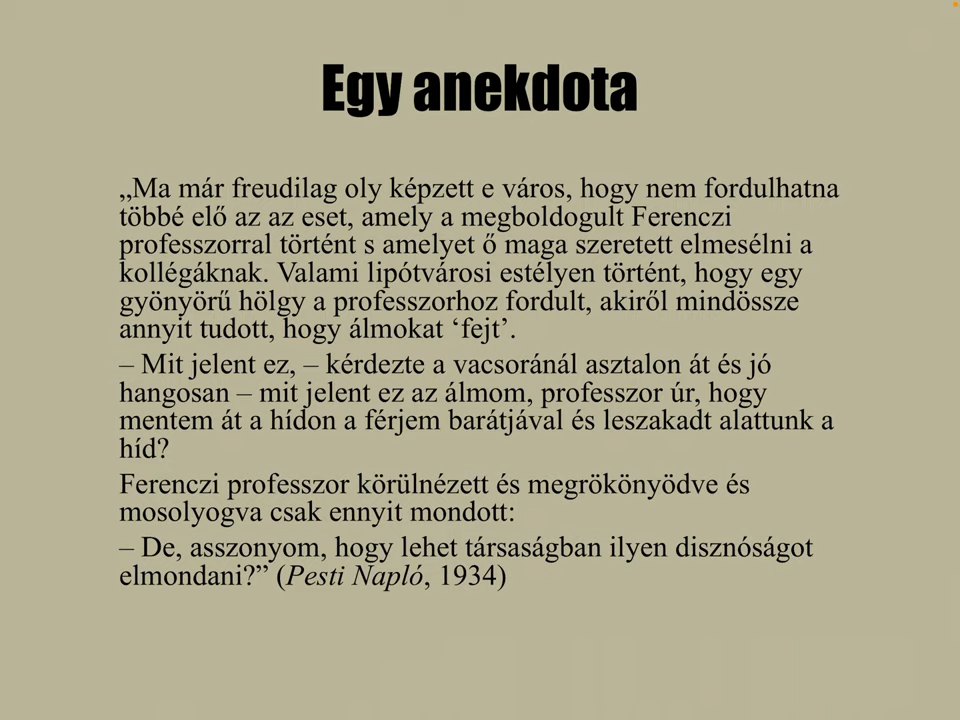 Egy anekdota
„Ma már freudilag oly képzett e város, hogy nem fordulhatna
többé elő az az eset, amely a megboldogult Ferenczi
professzorral történt s amelyet ő maga szeretett elmesélni a
kollégáknak. Valami lipótvárosi estélyen történt, hogy egy
gyönyörű hölgy a professzorhoz fordult, akiről mindössze
annyit tudott, hogy álmokat ‘fejt’.
– Mit jelent ez, – kérdezte a vacsoránál asztalon át és jó
hangosan – mit jelent ez az álmom, professzor úr, hogy
mentem át a hídon a férjem barátjával és leszakadt alattunk a
híd?
Ferenczi professzor körülnézett és megrökönyödve és
mosolyogva csak ennyit mondott:
– De, asszonyom, hogy lehet társaságban ilyen disznóságot
elmondani?” (Pesti Napló, 1934)